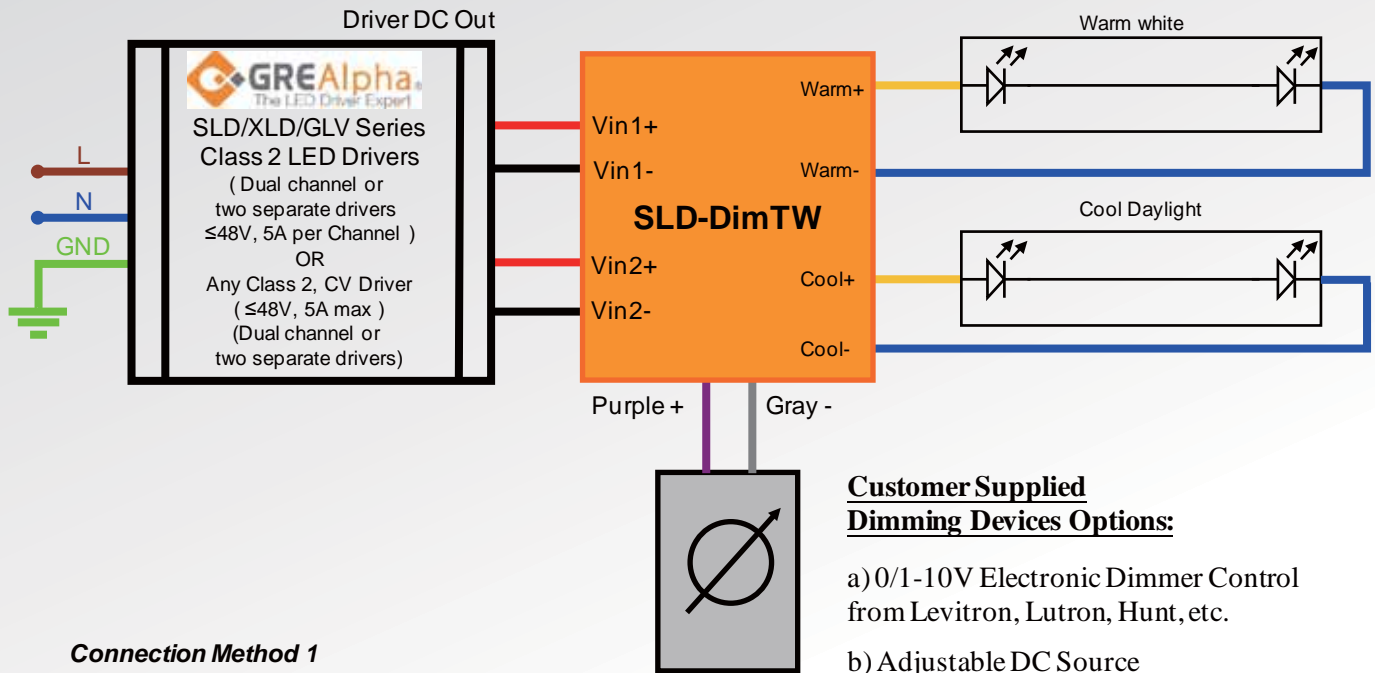 Driver DC Out
GREAlpha®
The LED Driver Expert
SLD/XLD/GLV Series
Class 2 LED Drivers
( Dual channel or
two separate drivers
≤48V, 5A per Channel )
OR
Any Class 2, CV Driver
( ≤48V, 5A max )
(Dual channel or
two separate drivers)
L
N
GND
Vin1+
Vin1-
SLD-DimTW
Vin2+
Vin2-
Warm+
Warm-
Cool+
Cool-
Warm white
Cool Daylight
Purple +
Gray -
Customer Supplied
Dimming Devices Options:
a) 0/1-10V Electronic Dimmer Control
from Levitron, Lutron, Hunt, etc.
b) Adjustable DC Source
Connection Method 1